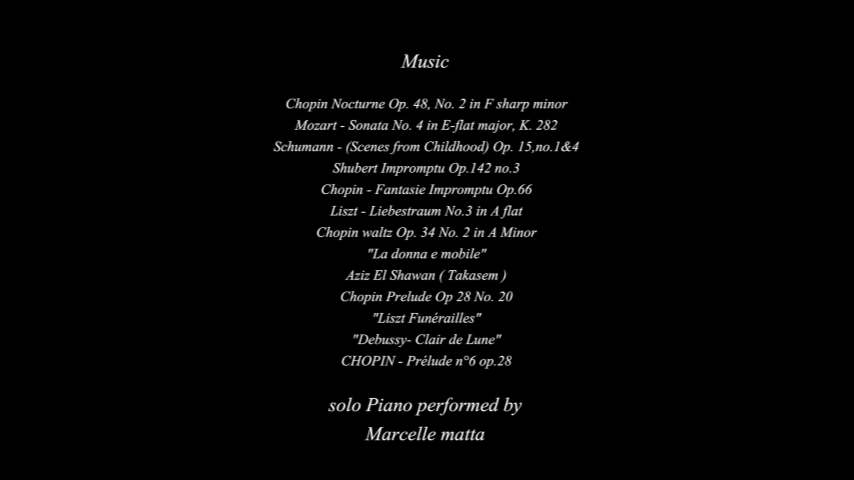 Music
Chopin Nocturne Op. 48, No. 2 in F sharp minor
Mozart - Sonata No. 4 in E-flat major, K. 282
Schumann - (Scenes from Childhood) Op. 15,no.1&4
Shubert Impromptu Op.142 no.3
Chopin - Fantasie Impromptu Op.66
Liszt - Liebestraum No.3 in A flat
Chopin waltz Op. 34 No. 2 in A Minor
"La donna e mobile"
Aziz El Shawan ( Takasem )
Chopin Prelude Op 28 No. 20
"Liszt Funérailles"
"Debussy- Clair de Lune"
CHOPIN - Prélude n°6 op.28
solo Piano performed by
Marcelle matta